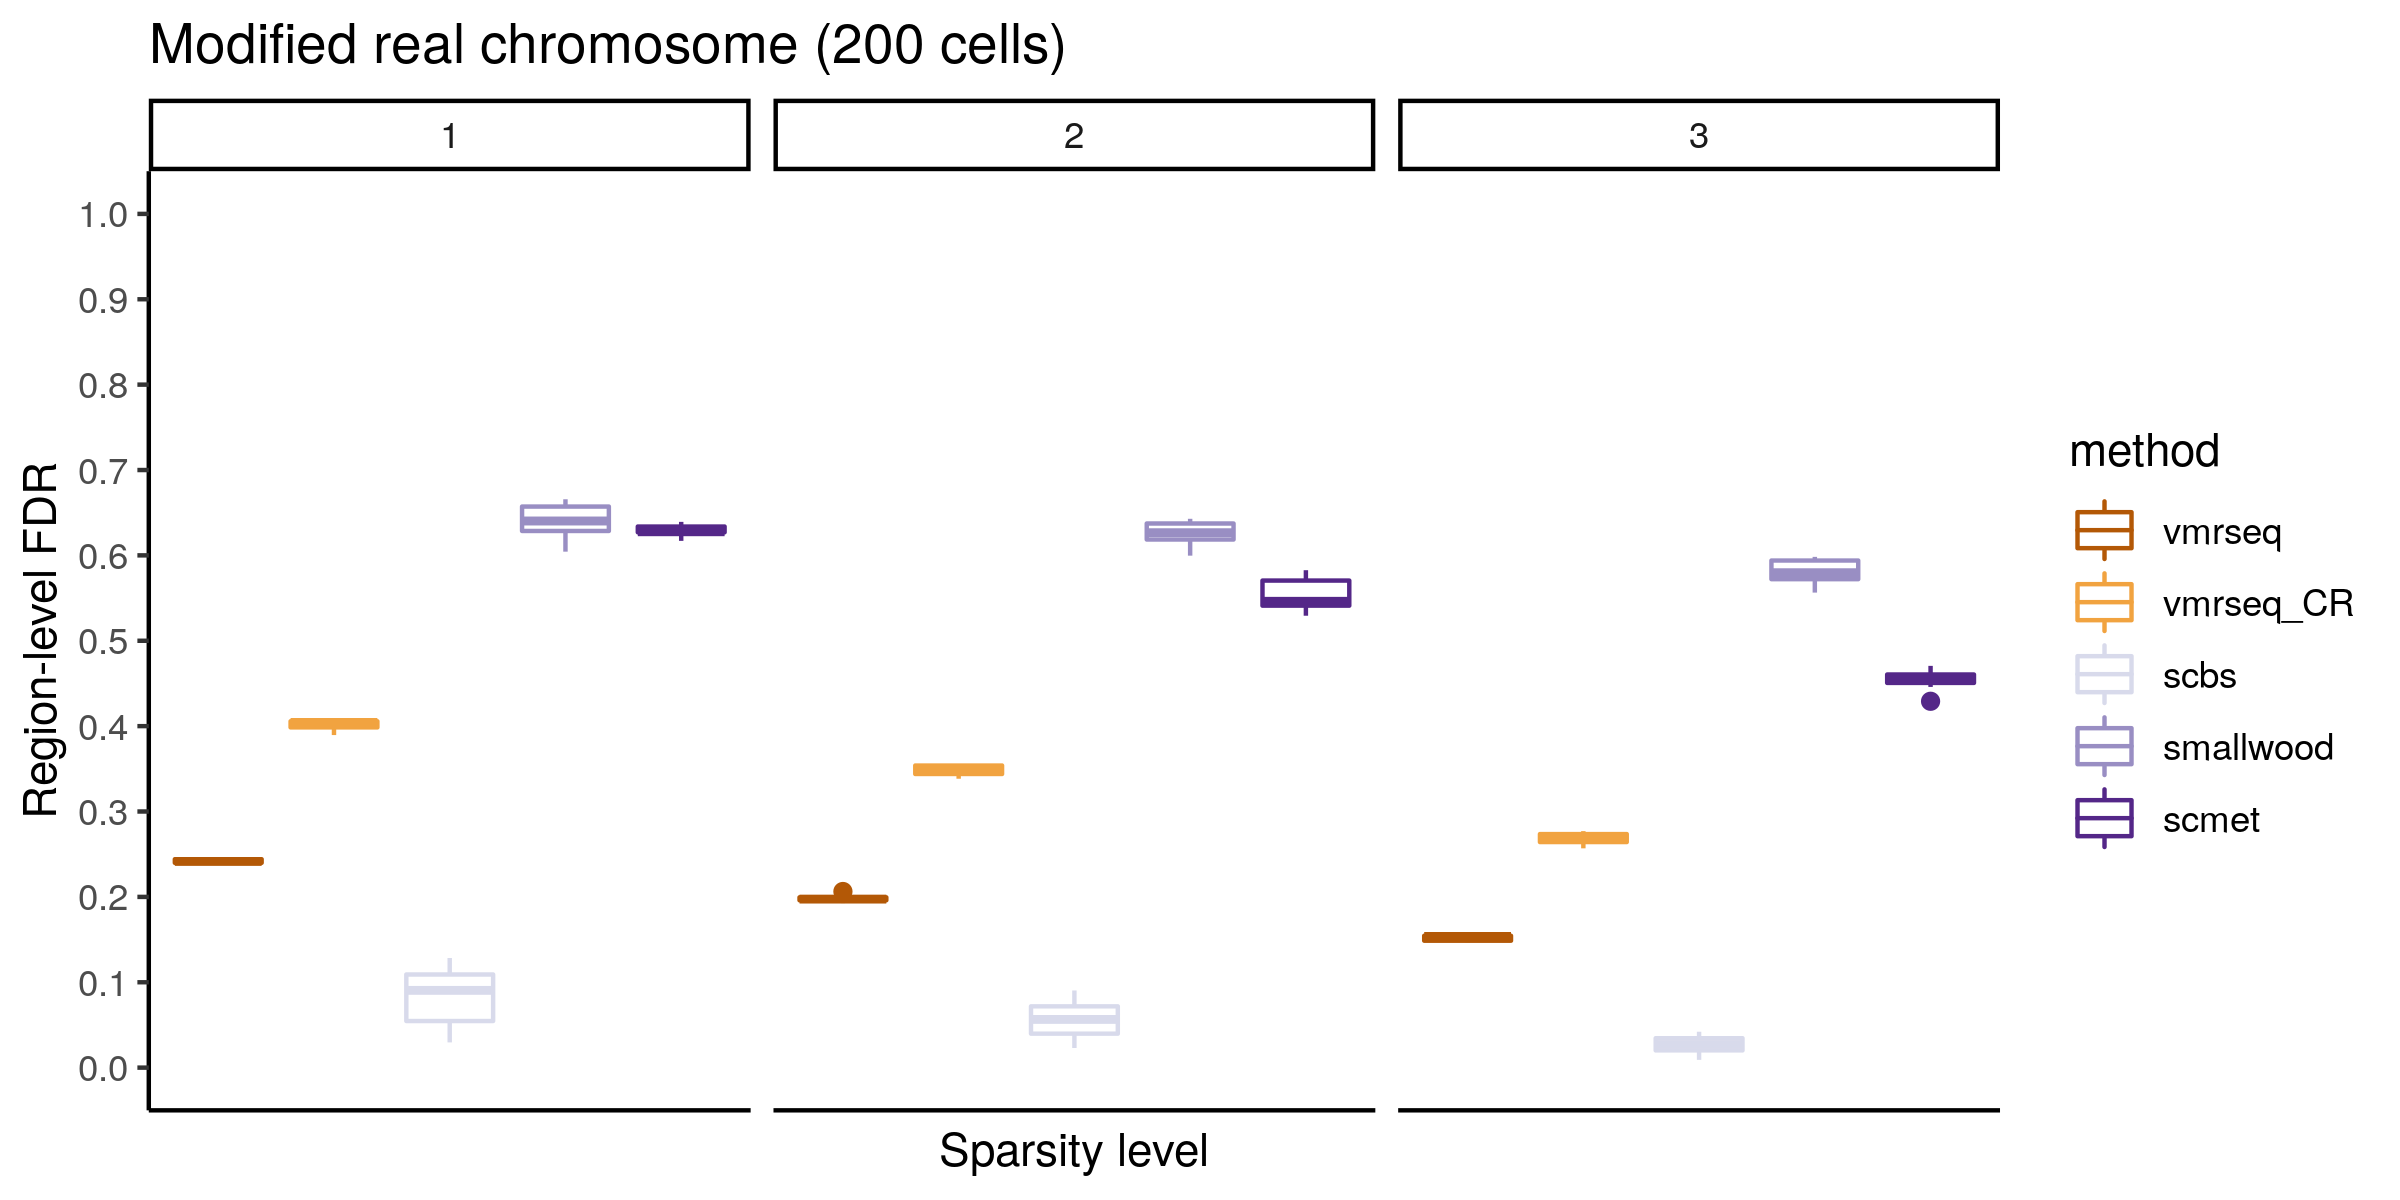 Modified real chromosome (200 cells)
1
2
3
1.0
0.9
0.8
0.7
0.6
0.5
0.4
0.3
0.2
0.1
0.0
Region-level FDR
Sparsity level
method
vmrseq
vmrseq_CR
scbs
smallwood
scmet